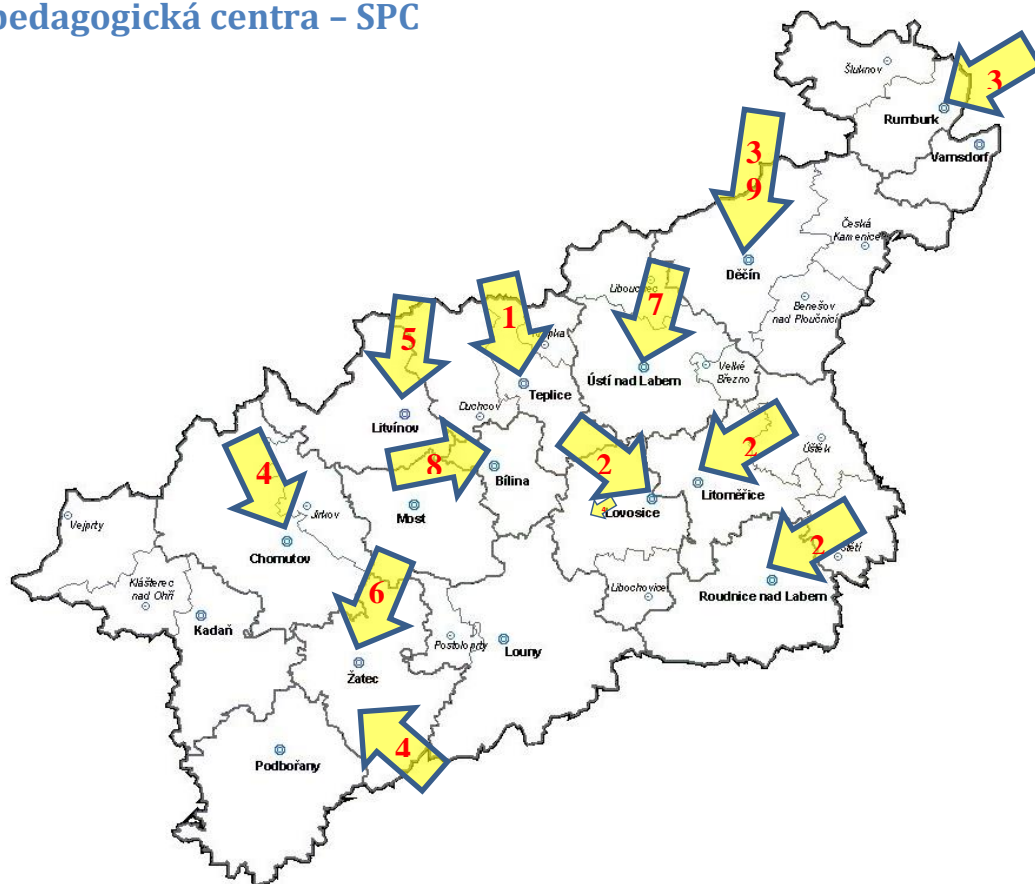 pedagogická centra – SPC
Šluknov
3
Rumburk
Varnsdorf
3
9
Česká
Kamenice
Děčín
Benešov
nad Ploučnicí
7
1
5
Ústí nad Labem
Velké
Březno
Teplice
Duchcov
Litvínov
2
2
Úštěk
4
8
Bílina
Litoměřice
Lovosice
Most
Jirkov
Vejprty
2
Chomutov
Klášterec
nad Ohří
6
Libochovice
Roudnice nad Labem
Kadaň
Postoloprty
Louny
Žatec
4
Podbořany